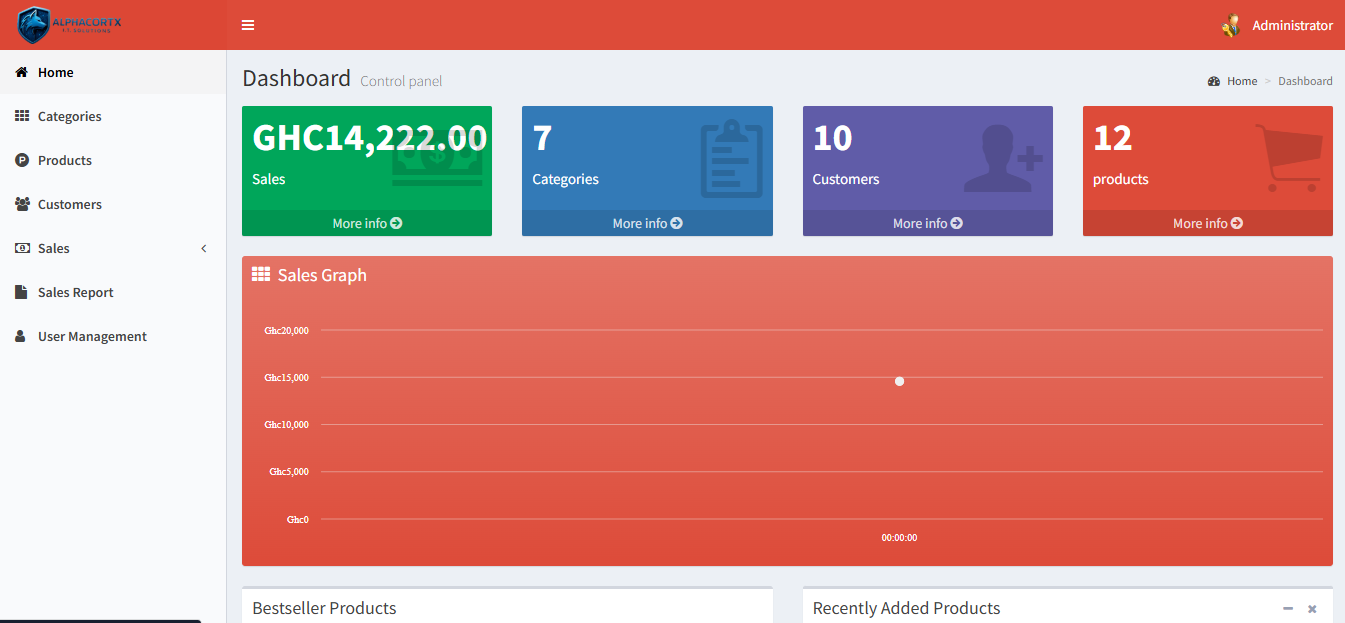 ALPHACORTX
I.T SOLUTIONS
Administrator
Home
Categories
Products
Customers
Sales
Sales Report
User Management
Dashboard Control panel
Home > Dashboard
GHC14,222.00
Sales
More info
7
Categories
More info
10
Customers
More info
12
products
More info
Sales Graph
Ghc20,000
Ghc15,000
Ghc10,000
Ghc5,000
Ghc0
00:00:00
Bestseller Products
Recently Added Products